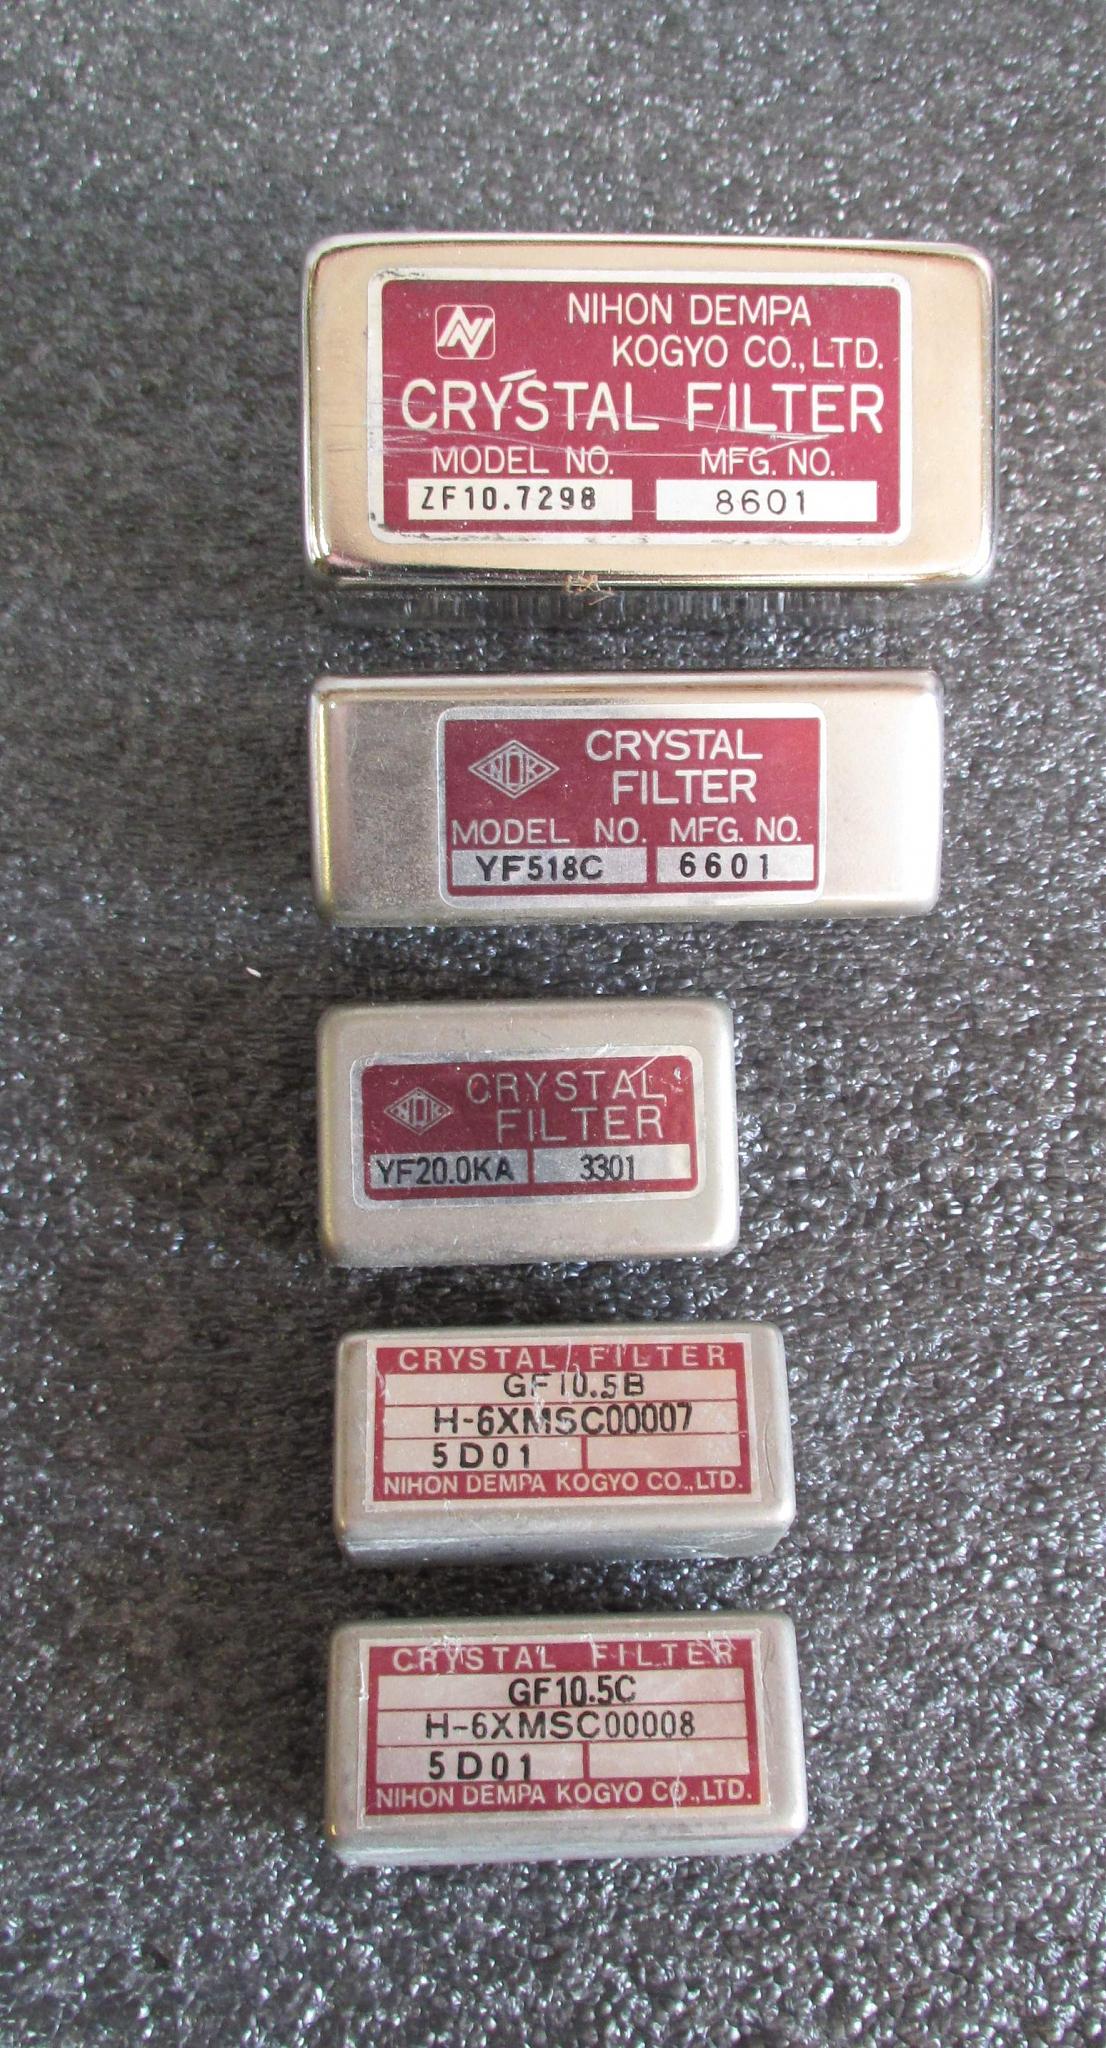 N
NIHON DEMPA
KOGYO CO., LTD.
CRYSTAL FILTER
MODEL NO. MFG. NO.
ZF10.7298 8601
NDK CRYSTAL
FILTER
MODEL NO. MFG. NO.
YF518C 6601
NDK CRYSTAL
FILTER
YF20.0KA 3301
CRYSTAL FILTER
GF10.5B
H-6XMSC00007
5D01
NIHON DEMPA KOGYO CO., LTD.
CRYSTAL FILTER
GF10.5C
H-6XMSC00008
5D01
NIHON DEMPA KOGYO CO., LTD.